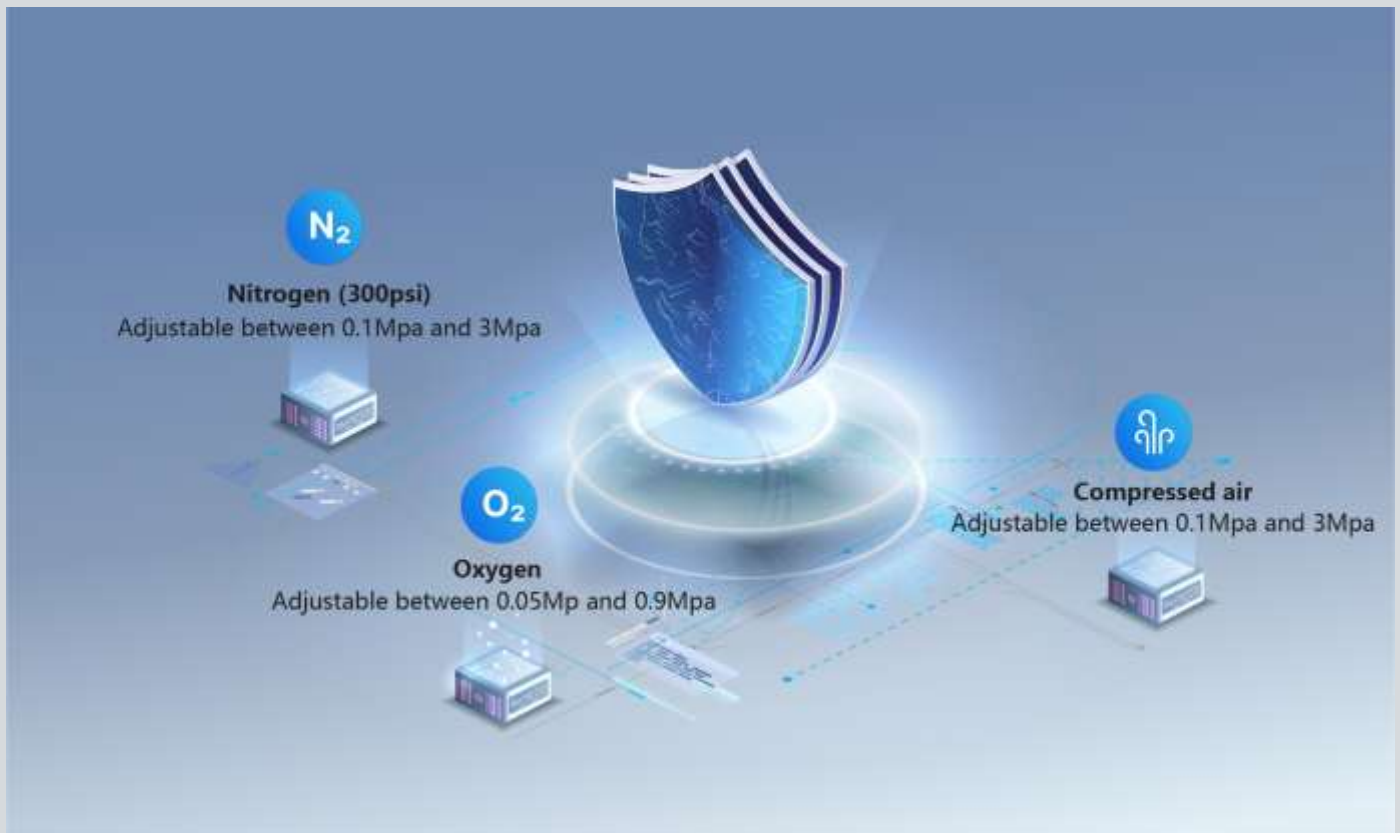 N₂
Nitrogen (300psi)
Adjustable between 0.1Mpa and 3Mpa
O₂
Oxygen
Adjustable between 0.05Mp and 0.9Mpa
Compressed air
Adjustable between 0.1Mpa and 3Mpa